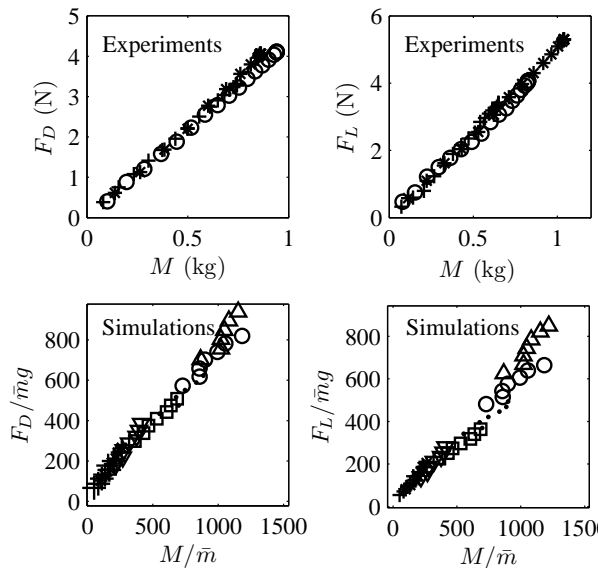 5
4
3
2
1
0
F_D (N)
Experiments
0 0.5 1
M (kg)
6
4
2
0
F_L (N)
Experiments
0 0.5 1
M (kg)
800
600
400
200
0
F_D/m̄g
Simulations
0 500 1000 1500
M/m̄
800
600
400
200
0
F_L/m̄g
Simulations
0 500 1000 1500
M/m̄